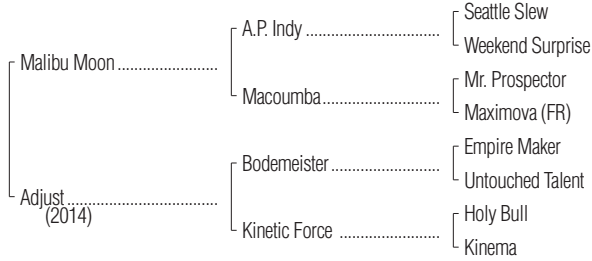 Seattle Slew
A.P. Indy
Weekend Surprise
Malibu Moon
Mr. Prospector
Macoumba
Maximova (FR)
Empire Maker
Bodemeister
Untouched Talent
Adjust
(2014)
Holy Bull
Kinetic Force
Kinema